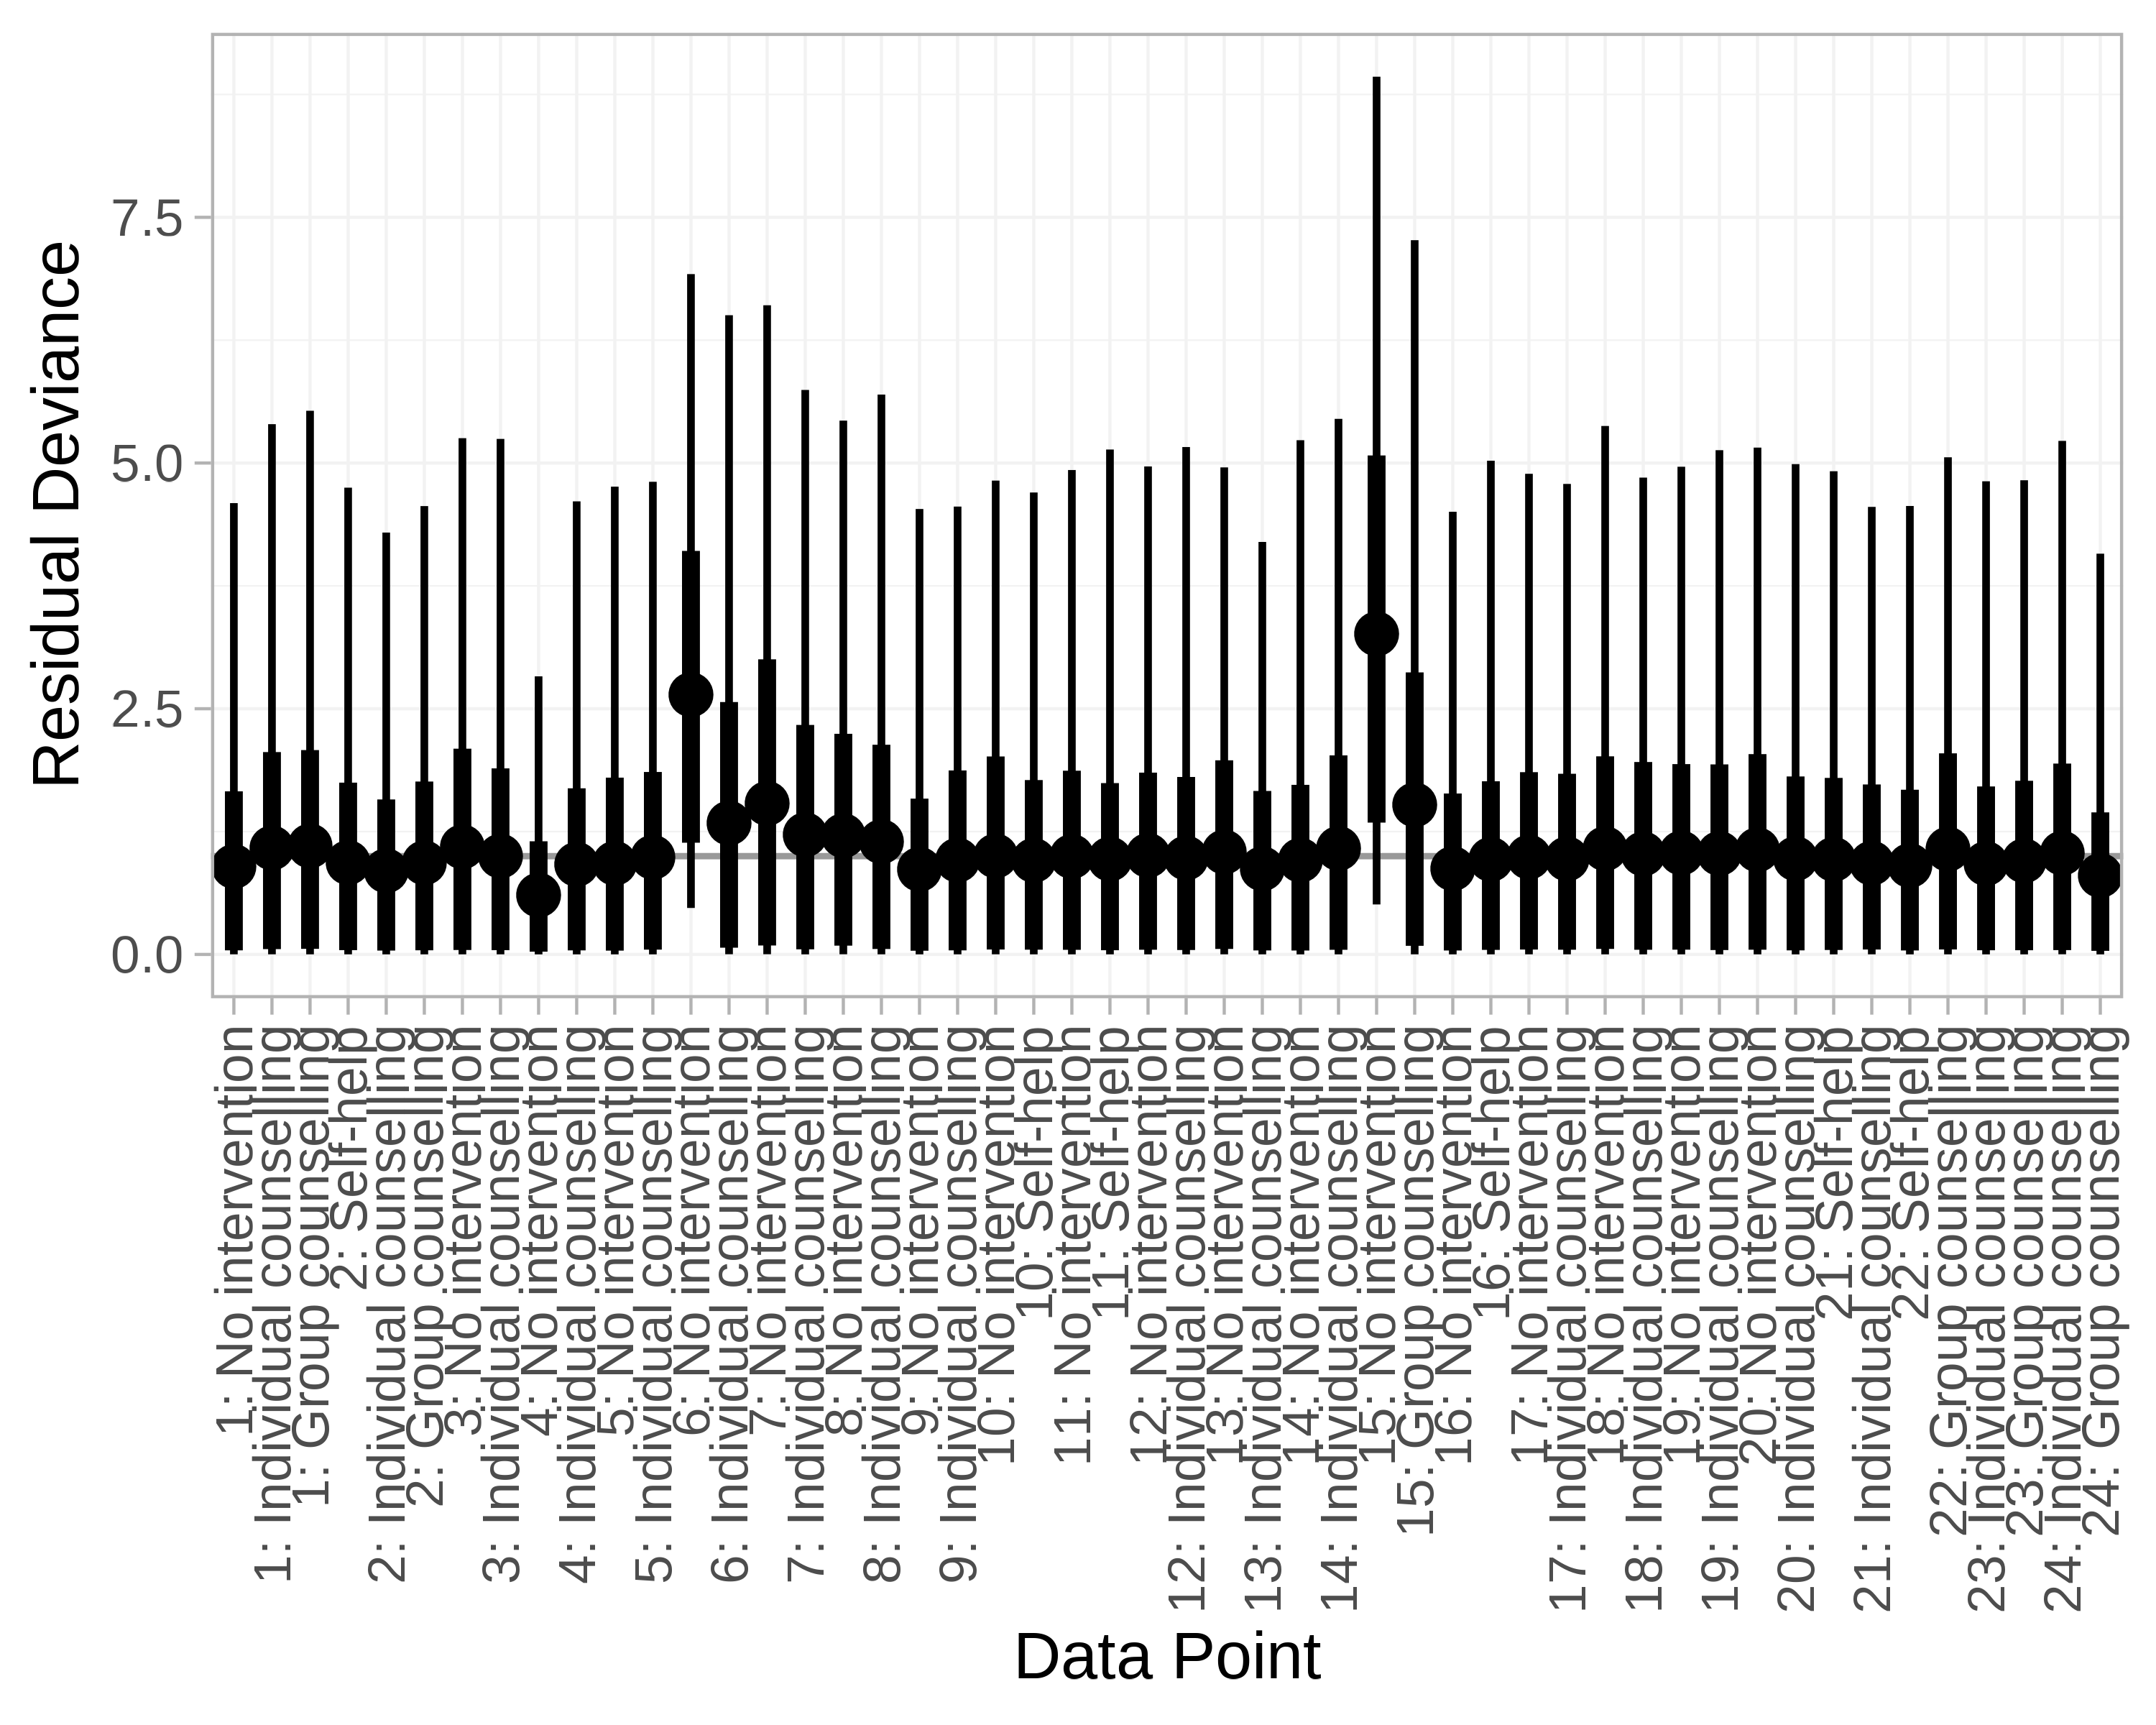 Residual Deviance
7.5
5.0
2.5
0.0
1: No intervention
1: Individual counselling
1: Group counselling
2: Self-help
2: Individual counselling
2: Group counselling
3: No intervention
3: Individual counselling
4: No intervention
4: Individual counselling
5: No intervention
5: Individual counselling
6: No intervention
6: Individual counselling
7: No intervention
7: Individual counselling
8: No intervention
8: Individual counselling
9: No intervention
9: Individual counselling
10: No intervention
10: Self-help
11: No intervention
11: Self-help
12: No intervention
12: Individual counselling
13: No intervention
13: Individual counselling
14: No intervention
14: Individual counselling
15: No intervention
15: Group counselling
16: No intervention
16: Self-help
17: No intervention
17: Individual counselling
18: No intervention
18: Individual counselling
19: No intervention
19: Individual counselling
20: No intervention
20: Individual counselling
21: Self-help
21: Individual counselling
22: Self-help
22: Group counselling
23: Individual counselling
23: Group counselling
24: Individual counselling
24: Group counselling
Data Point